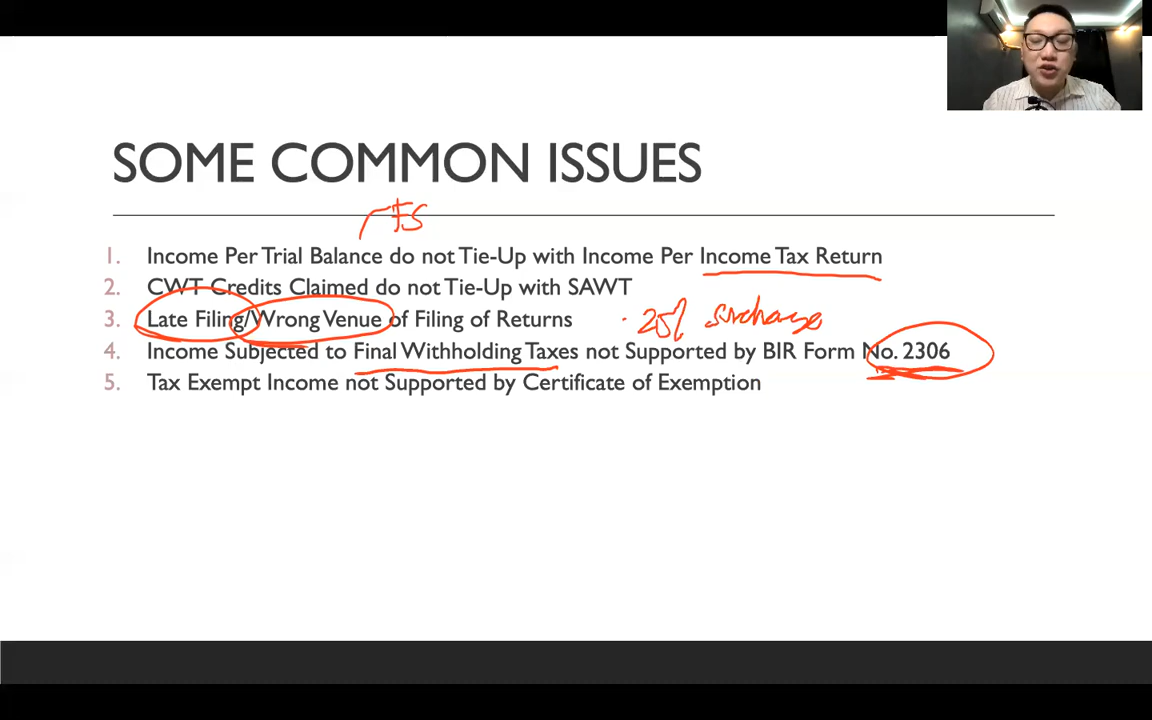 SOME COMMON ISSUES
FS
1. Income Per Trial Balance do not Tie-Up with Income Per Income Tax Return
2. CWT Credits Claimed do not Tie-Up with SAWT
3. Late Filing/Wrong Venue of Filing of Returns · 25% surcharge
4. Income Subjected to Final Withholding Taxes not Supported by BIR Form No. 2306
5. Tax Exempt Income not Supported by Certificate of Exemption